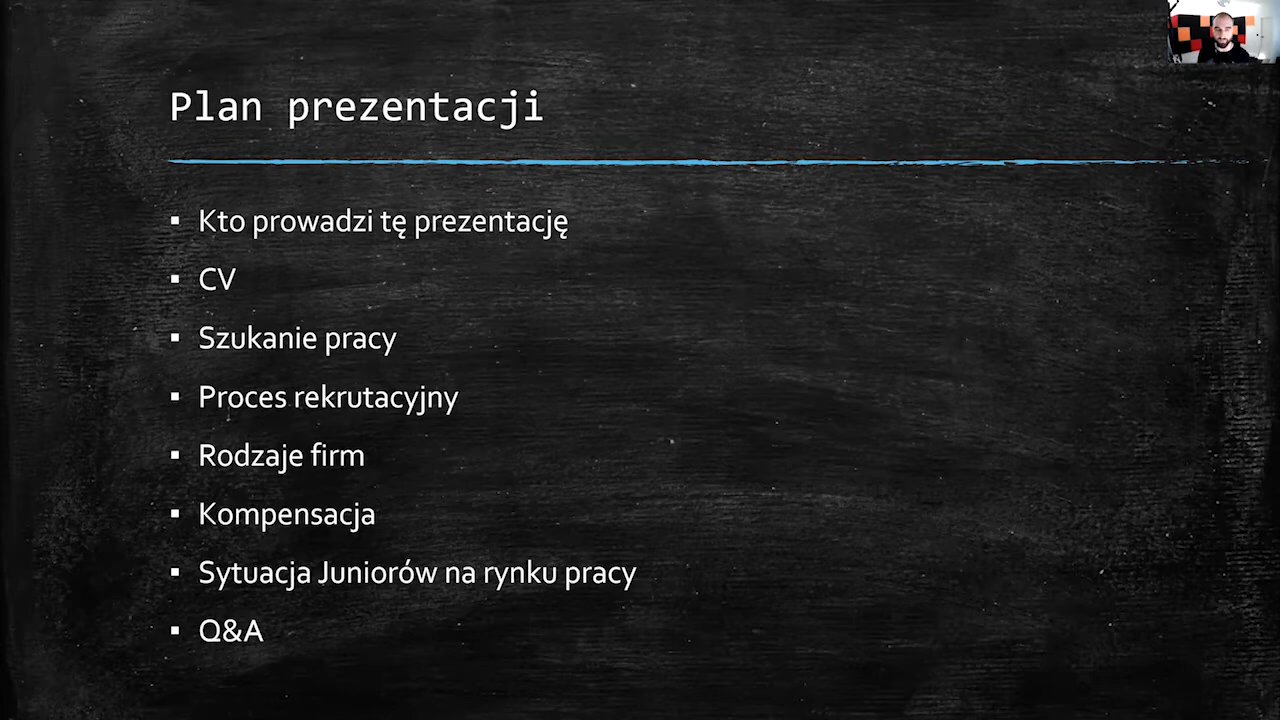 Plan prezentacji
Kto prowadzi tę prezentację
CV
Szukanie pracy
Proces rekrutacyjny
Rodzaje firm
Kompensacja
Sytuacja Juniorów na rynku pracy
Q&A